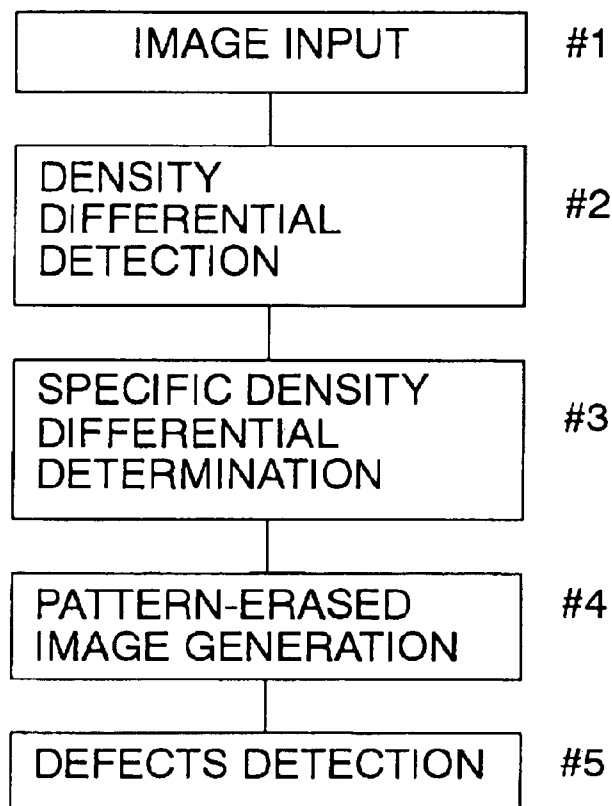 IMAGE INPUT #1
DENSITY
DIFFERENTIAL #2
DETECTION
SPECIFIC DENSITY
DIFFERENTIAL #3
DETERMINATION
PATTERN-ERASED #4
IMAGE GENERATION
DEFECTS DETECTION #5